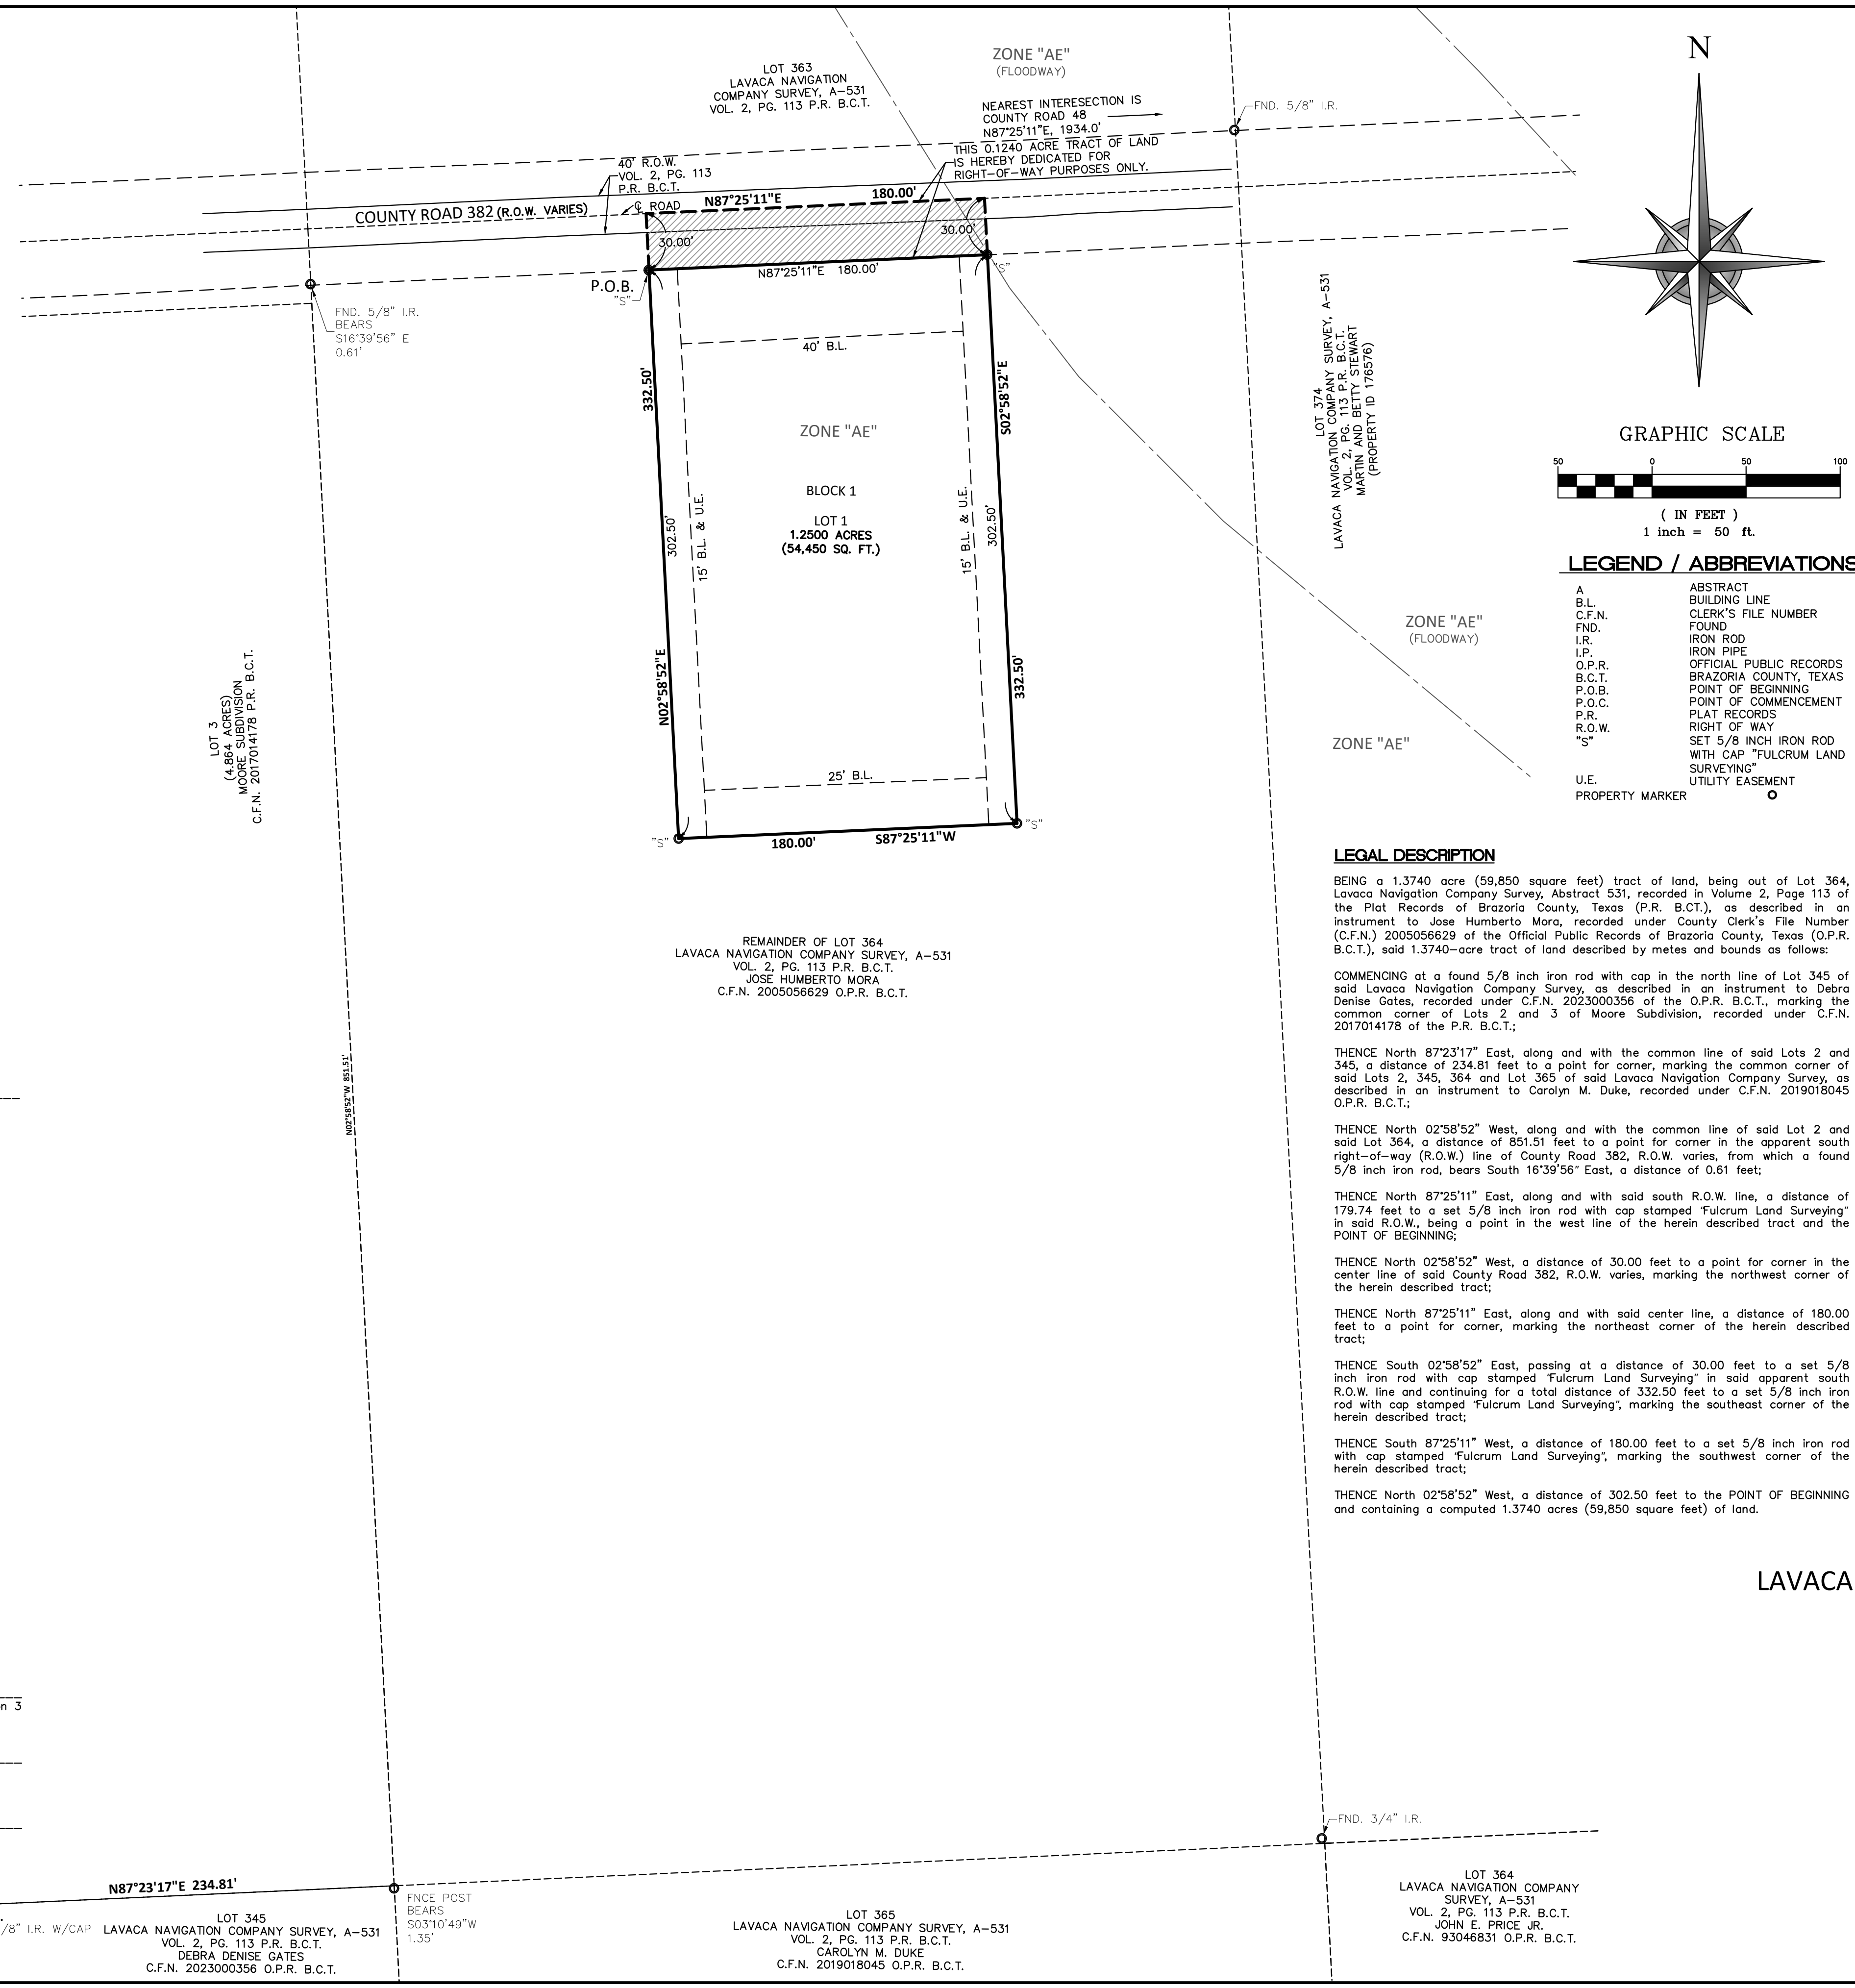 LOT 363
LAVACA NAVIGATION
COMPANY SURVEY, A-531
VOL. 2, PG. 113 P.R. B.C.T.
ZONE "AE"
(FLOODWAY)
NEAREST INTERESECTION IS
COUNTY ROAD 48
N87°25'11"E, 1934.0'
FND. 5/8" I.R.
THIS 0.1240 ACRE TRACT OF LAND
IS HEREBY DEDICATED FOR
RIGHT-OF-WAY PURPOSES ONLY.
40' R.O.W.
VOL. 2, PG. 113
P.R. B.C.T.
COUNTY ROAD 382 (R.O.W. VARIES)
℄ ROAD
N87°25'11"E 180.00'
30.00'
30.00'
N87°25'11"E 180.00'
P.O.B.
"S"
"S"
FND. 5/8" I.R.
BEARS
S16°39'56" E
0.61'
40' B.L.
332.50'
S02°58'52"E
ZONE "AE"
BLOCK 1
LOT 1
1.2500 ACRES
(54,450 SQ. FT.)
302.50'
15' B.L. & U.E.
15' B.L. & U.E.
302.50'
N02°58'52"E
332.50'
25' B.L.
"S"
"S"
180.00' S87°25'11"W
LOT 374
LAVACA NAVIGATION COMPANY SURVEY, A-531
VOL. 2, PG. 113 P.R. B.C.T.
MARTIN AND BETTY STEWART
(PROPERTY ID 176576)
ZONE "AE"
(FLOODWAY)
ZONE "AE"
LOT 3
(4.864 ACRES)
MOORE SUBDIVISION
C.F.N. 2017014178 P.R. B.C.T.
REMAINDER OF LOT 364
LAVACA NAVIGATION COMPANY SURVEY, A-531
VOL. 2, PG. 113 P.R. B.C.T.
JOSE HUMBERTO MORA
C.F.N. 2005056629 O.P.R. B.C.T.
N02°58'52"W 851.51'
n 3
N87°23'17"E 234.81'
/8" I.R. W/CAP
LOT 345
LAVACA NAVIGATION COMPANY SURVEY, A-531
VOL. 2, PG. 113 P.R. B.C.T.
DEBRA DENISE GATES
C.F.N. 2023000356 O.P.R. B.C.T.
FNCE POST
BEARS
S03°10'49"W
1.35'
LOT 365
LAVACA NAVIGATION COMPANY SURVEY, A-531
VOL. 2, PG. 113 P.R. B.C.T.
CAROLYN M. DUKE
C.F.N. 2019018045 O.P.R. B.C.T.
FND. 3/4" I.R.
LOT 364
LAVACA NAVIGATION COMPANY
SURVEY, A-531
VOL. 2, PG. 113 P.R. B.C.T.
JOHN E. PRICE JR.
C.F.N. 93046831 O.P.R. B.C.T.
N
GRAPHIC SCALE
50 0 50 100
( IN FEET )
1 inch = 50 ft.
LEGEND / ABBREVIATIONS
A ABSTRACT
B.L. BUILDING LINE
C.F.N. CLERK'S FILE NUMBER
FND. FOUND
I.R. IRON ROD
I.P. IRON PIPE
O.P.R. OFFICIAL PUBLIC RECORDS
B.C.T. BRAZORIA COUNTY, TEXAS
P.O.B. POINT OF BEGINNING
P.O.C. POINT OF COMMENCEMENT
P.R. PLAT RECORDS
R.O.W. RIGHT OF WAY
"S" SET 5/8 INCH IRON ROD
WITH CAP "FULCRUM LAND
SURVEYING"
U.E. UTILITY EASEMENT
PROPERTY MARKER
LEGAL DESCRIPTION
BEING a 1.3740 acre (59,850 square feet) tract of land, being out of Lot 364,
Lavaca Navigation Company Survey, Abstract 531, recorded in Volume 2, Page 113 of
the Plat Records of Brazoria County, Texas (P.R. B.CT.), as described in an
instrument to Jose Humberto Mora, recorded under County Clerk's File Number
(C.F.N.) 2005056629 of the Official Public Records of Brazoria County, Texas (O.P.R.
B.C.T.), said 1.3740-acre tract of land described by metes and bounds as follows:
COMMENCING at a found 5/8 inch iron rod with cap in the north line of Lot 345 of
said Lavaca Navigation Company Survey, as described in an instrument to Debra
Denise Gates, recorded under C.F.N. 2023000356 of the O.P.R. B.C.T., marking the
common corner of Lots 2 and 3 of Moore Subdivision, recorded under C.F.N.
2017014178 of the P.R. B.C.T.;
THENCE North 87°23'17" East, along and with the common line of said Lots 2 and
345, a distance of 234.81 feet to a point for corner, marking the common corner of
said Lots 2, 345, 364 and Lot 365 of said Lavaca Navigation Company Survey, as
described in an instrument to Carolyn M. Duke, recorded under C.F.N. 2019018045
O.P.R. B.C.T.;
THENCE North 02°58'52" West, along and with the common line of said Lot 2 and
said Lot 364, a distance of 851.51 feet to a point for corner in the apparent south
right-of-way (R.O.W.) line of County Road 382, R.O.W. varies, from which a found
5/8 inch iron rod, bears South 16°39'56" East, a distance of 0.61 feet;
THENCE North 87°25'11" East, along and with said south R.O.W. line, a distance of
179.74 feet to a set 5/8 inch iron rod with cap stamped "Fulcrum Land Surveying"
in said R.O.W., being a point in the west line of the herein described tract and the
POINT OF BEGINNING;
THENCE North 02°58'52" West, a distance of 30.00 feet to a point for corner in the
center line of said County Road 382, R.O.W. varies, marking the northwest corner of
the herein described tract;
THENCE North 87°25'11" East, along and with said center line, a distance of 180.00
feet to a point for corner, marking the northeast corner of the herein described
tract;
THENCE South 02°58'52" East, passing at a distance of 30.00 feet to a set 5/8
inch iron rod with cap stamped "Fulcrum Land Surveying" in said apparent south
R.O.W. line and continuing for a total distance of 332.50 feet to a set 5/8 inch iron
rod with cap stamped "Fulcrum Land Surveying", marking the southeast corner of the
herein described tract;
THENCE South 87°25'11" West, a distance of 180.00 feet to a set 5/8 inch iron rod
with cap stamped "Fulcrum Land Surveying", marking the southwest corner of the
herein described tract;
THENCE North 02°58'52" West, a distance of 302.50 feet to the POINT OF BEGINNING
and containing a computed 1.3740 acres (59,850 square feet) of land.
LAVACA